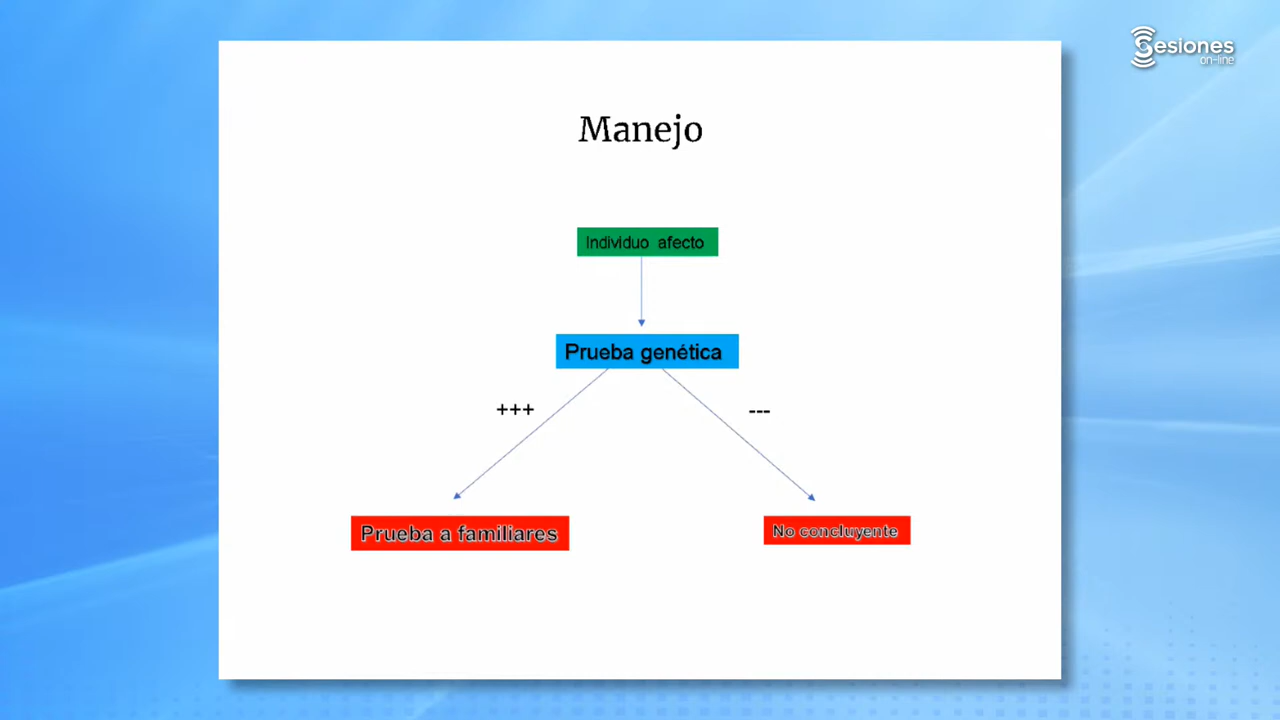 Sesiones
on-line
Manejo
Individuo afecto
Prueba genética
+++
---
Prueba a familiares
No concluyente